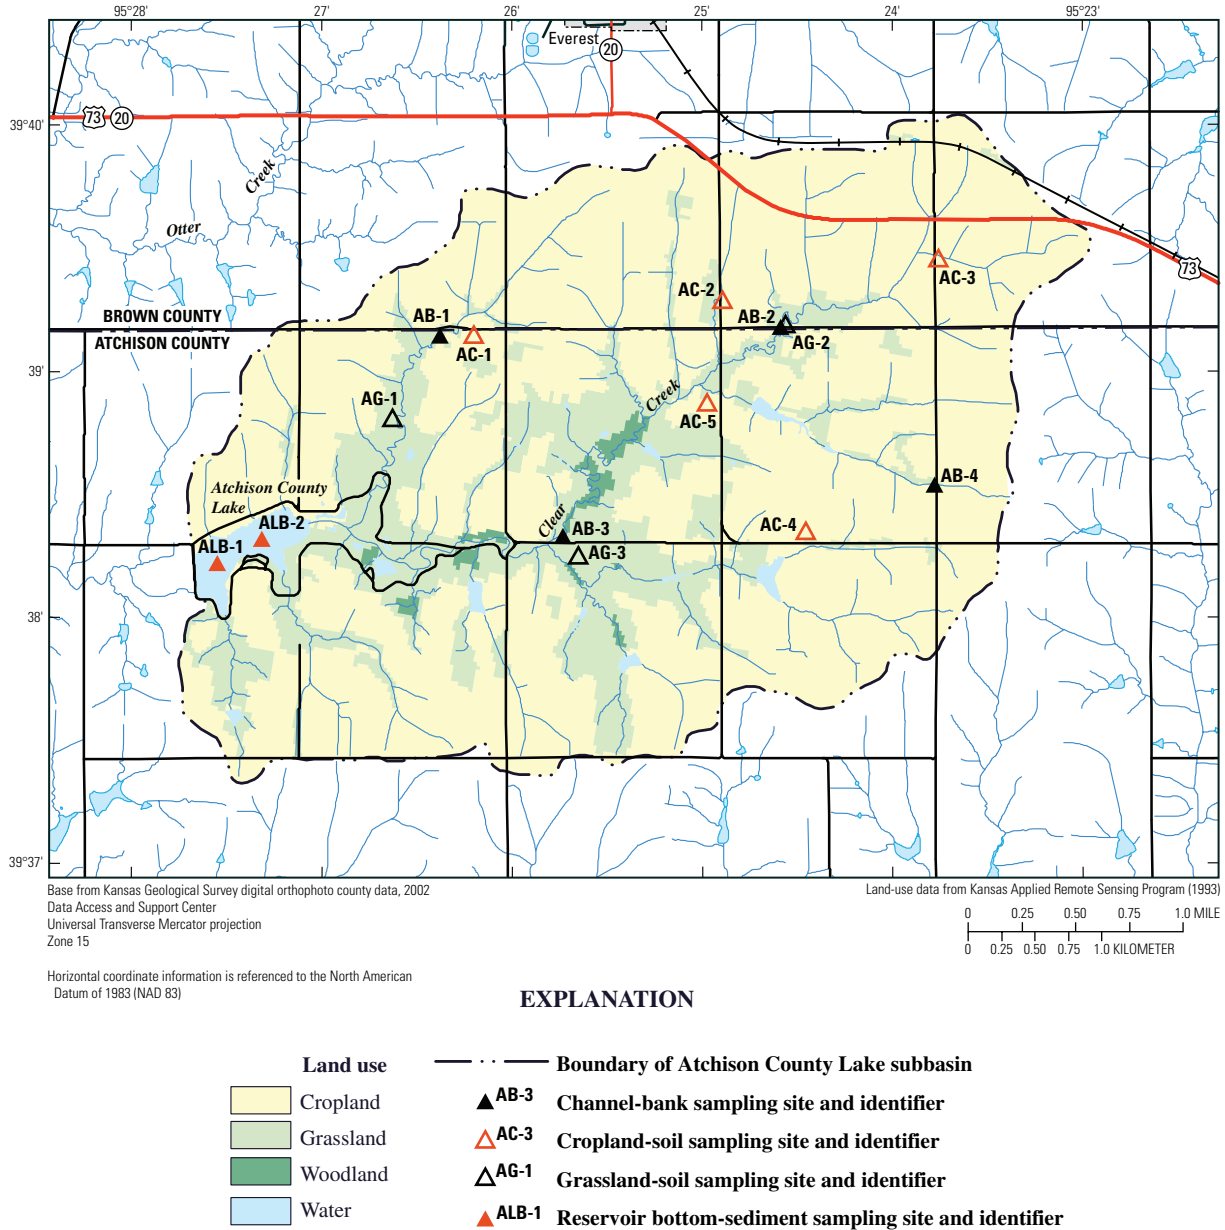 95°28' 27' 26' 25' 24' 95°23'
Everest
20
73 20
39°40'
Creek
Otter
73
AC-3
AC-2
BROWN COUNTY
AB-1
AB-2
ATCHISON COUNTY
AC-1
AG-2
39'
Creek
AG-1
AC-5
AB-4
Atchison County
Lake
ALB-2
Clear
AB-3
AC-4
ALB-1
AG-3
38'
39°37'
Base from Kansas Geological Survey digital orthophoto county data, 2002
Data Access and Support Center
Universal Transverse Mercator projection
Zone 15
Horizontal coordinate information is referenced to the North American
Datum of 1983 (NAD 83)
Land-use data from Kansas Applied Remote Sensing Program (1993)
0 0.25 0.50 0.75 1.0 MILE
0 0.25 0.50 0.75 1.0 KILOMETER
EXPLANATION
Land use
Cropland
Grassland
Woodland
Water
Boundary of Atchison County Lake subbasin
AB-3 Channel-bank sampling site and identifier
AC-3 Cropland-soil sampling site and identifier
AG-1 Grassland-soil sampling site and identifier
ALB-1 Reservoir bottom-sediment sampling site and identifier